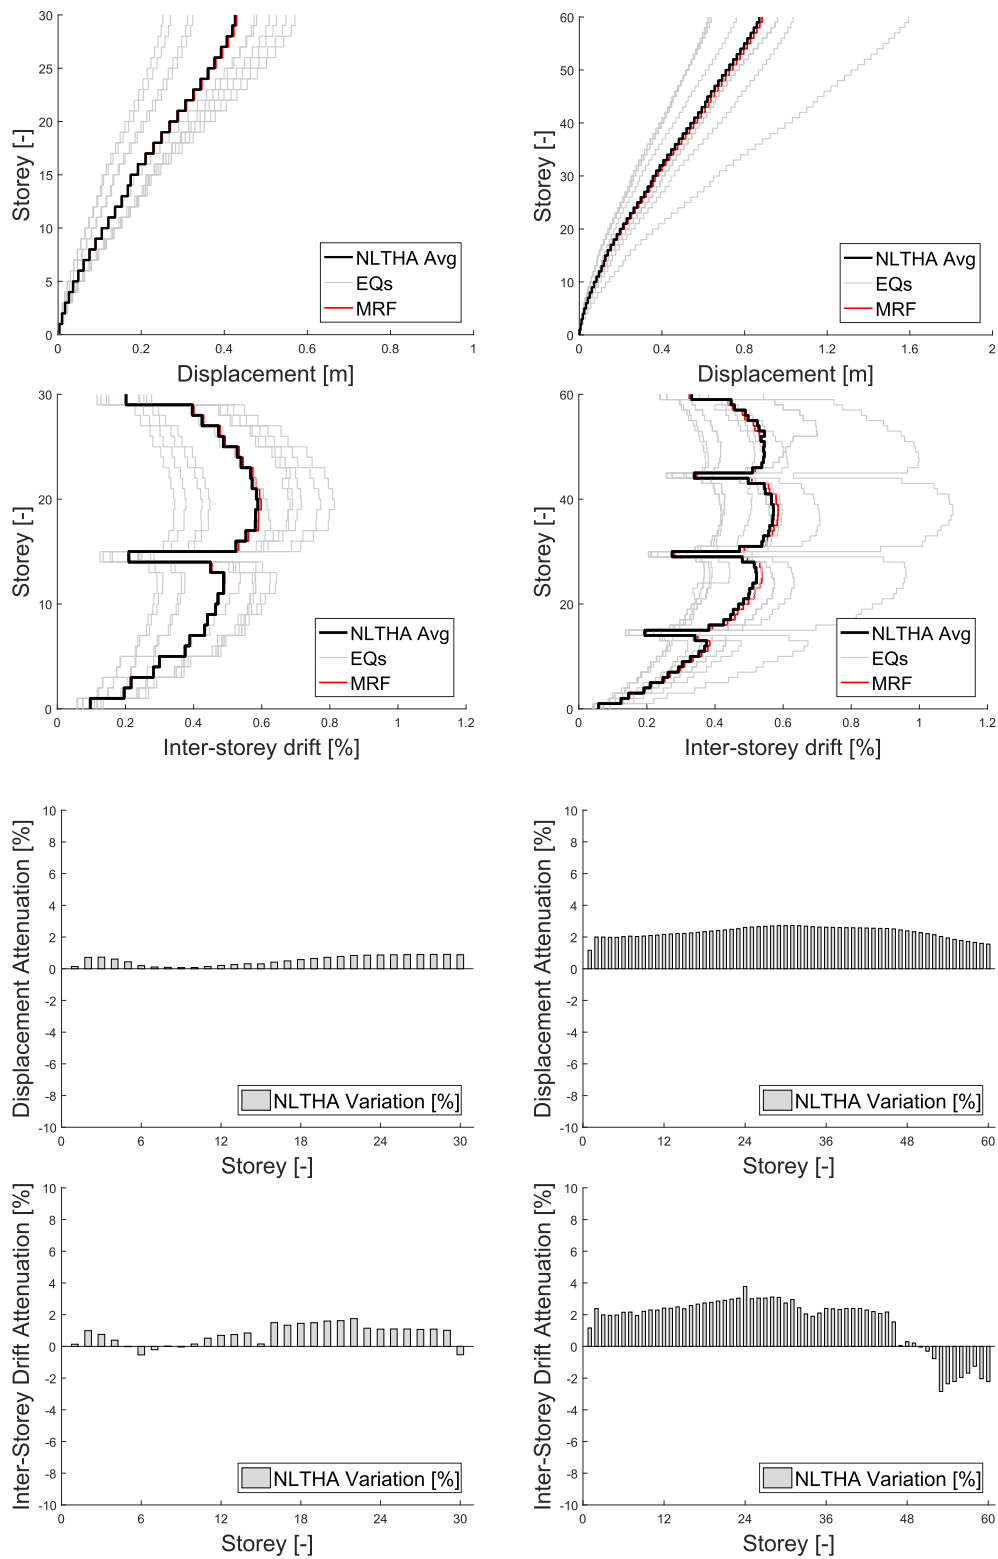 30
25
20
15
10
5
0
Storey [-]
NLTHA Avg
EQs
MRF
0 0.2 0.4 0.6 0.8 1
Displacement [m]
60
50
40
30
20
10
0
Storey [-]
NLTHA Avg
EQs
MRF
0 0.4 0.8 1.2 1.6 2
Displacement [m]
30
20
10
0
Storey [-]
NLTHA Avg
EQs
MRF
0 0.2 0.4 0.6 0.8 1 1.2
Inter-storey drift [%]
60
40
20
0
Storey [-]
NLTHA Avg
EQs
MRF
0 0.2 0.4 0.6 0.8 1 1.2
Inter-storey drift [%]
10
8
6
4
2
0
-2
-4
-6
-8
-10
Displacement Attenuation [%]
NLTHA Variation [%]
0 6 12 18 24 30
Storey [-]
10
8
6
4
2
0
-2
-4
-6
-8
-10
Displacement Attenuation [%]
NLTHA Variation [%]
0 12 24 36 48 60
Storey [-]
10
8
6
4
2
0
-2
-4
-6
-8
-10
Inter-Storey Drift Attenuation [%]
NLTHA Variation [%]
0 6 12 18 24 30
Storey [-]
10
8
6
4
2
0
-2
-4
-6
-8
-10
Inter-Storey Drift Attenuation [%]
NLTHA Variation [%]
0 12 24 36 48 60
Storey [-]